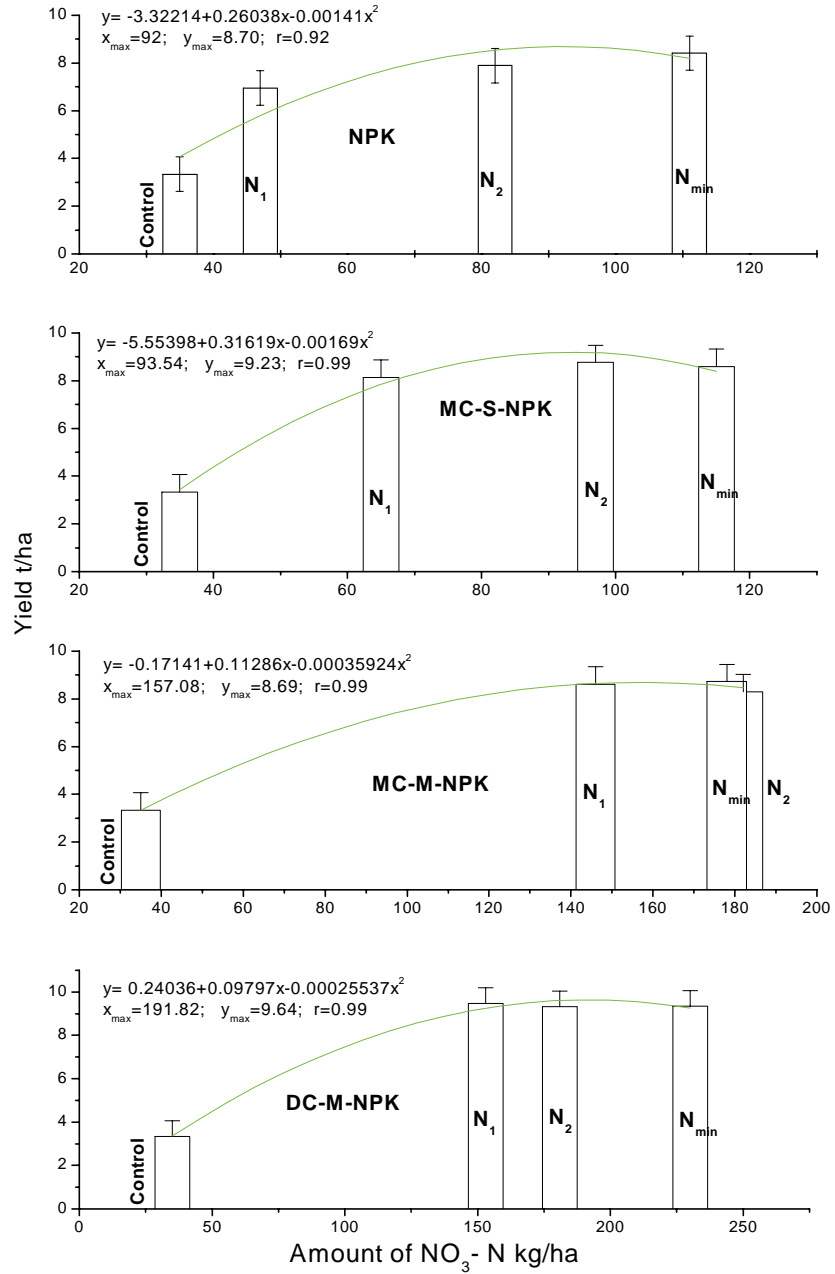 y= -3.32214+0.26038x-0.00141x²
x_max=92; y_max=8.70; r=0.92
10
8
6
4
2
0
NPK
Control
N₁
N₂
N_min
20 40 60 80 100 120
y= -5.55398+0.31619x-0.00169x²
x_max=93.54; y_max=9.23; r=0.99
10
8
6
4
2
0
MC-S-NPK
Control
N₁
N₂
N_min
20 40 60 80 100 120
Yield t/ha
y= -0.17141+0.11286x-0.00035924x²
x_max=157.08; y_max=8.69; r=0.99
10
8
6
4
2
0
MC-M-NPK
Control
N₁
N_min
N₂
20 40 60 80 100 120 140 160 180 200
y= 0.24036+0.09797x-0.00025537x²
x_max=191.82; y_max=9.64; r=0.99
10
8
6
4
2
0
DC-M-NPK
Control
N₁
N₂
N_min
0 50 100 150 200 250
Amount of NO₃- N kg/ha